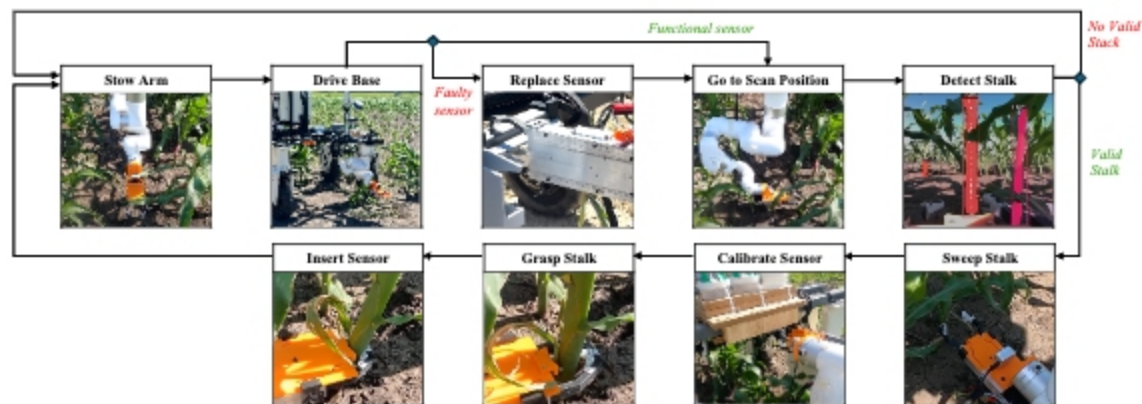 Functional sensor
No Valid
Stack
Stow Arm
Drive Base
Replace Sensor
Go to Scan Position
Detect Stalk
Faulty
sensor
Valid
Stalk
Insert Sensor
Grasp Stalk
Calibrate Sensor
Sweep Stalk